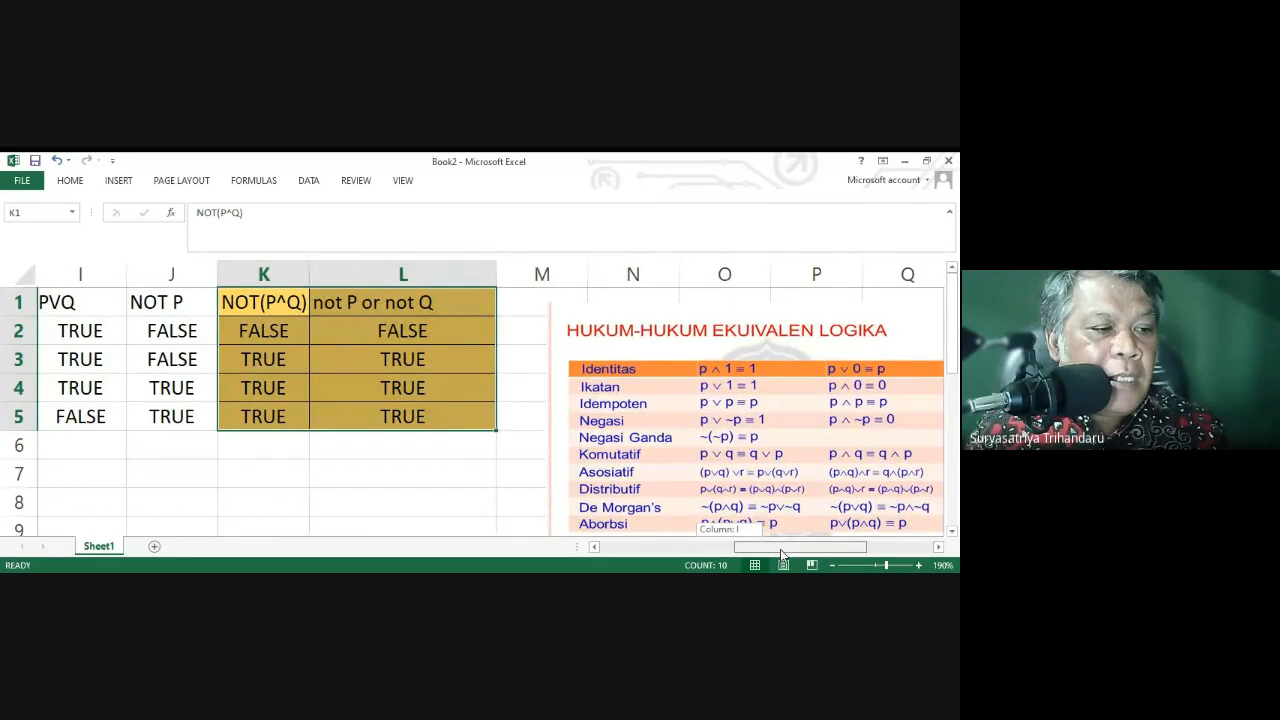 Book2 - Microsoft Excel
FILE HOME INSERT PAGE LAYOUT FORMULAS DATA REVIEW VIEW
Microsoft account
K1 fx NOT(P^Q)
I J K L M N O P Q
1 PVQ NOT P NOT(P^Q) not P or not Q
2 TRUE FALSE FALSE FALSE
3 TRUE FALSE TRUE TRUE
4 TRUE TRUE TRUE TRUE
5 FALSE TRUE TRUE TRUE
6
7
8
9
HUKUM-HUKUM EKUIVALEN LOGIKA
Identitas p ∧ 1 ≡ 1 p ∨ 0 ≡ p
Ikatan p ∨ 1 ≡ 1 p ∧ 0 ≡ 0
Idempoten p ∨ p ≡ p p ∧ p ≡ p
Negasi p ∨ ~p ≡ 1 p ∧ ~p ≡ 0
Negasi Ganda ~(~p) ≡ p
Komutatif p ∨ q ≡ q ∨ p p ∧ q ≡ q ∧ p
Asosiatif (p∨q) ∨r ≡ p∨(q∨r) (p∧q)∧r ≡ q∧(p∧r)
Distributif p∨(q∧r) ≡ (p∨q)∧(p∨r) (p∧q)∨r ≡ (p∧q)∨(p∧r)
De Morgan's ~(p∧q) ≡ ~p∨~q ~(p∨q) ≡ ~p∧~q
Aborbsi p∧(p∨q) ≡ p p∨(p∧q) ≡ p
Column: I
Sheet1
READY COUNT: 10 190%
Suryasatriya Trihandaru